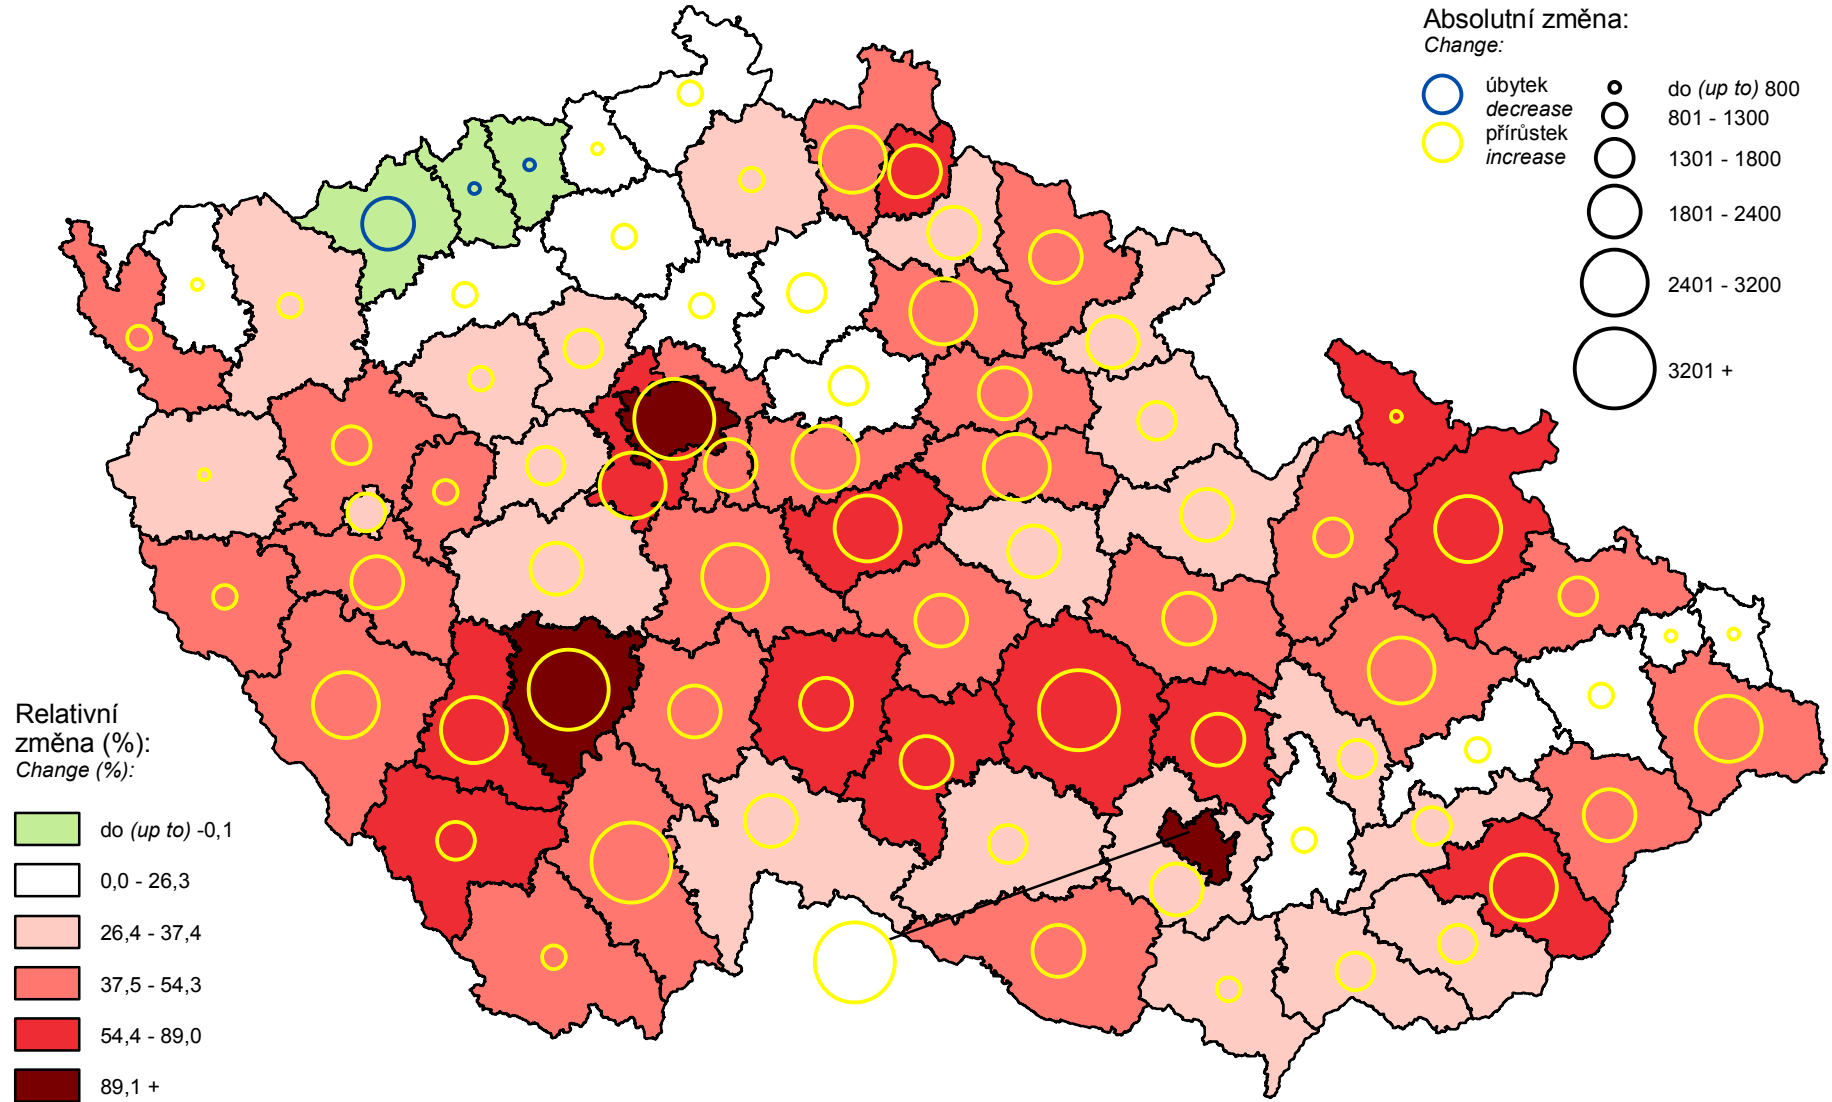 Absolutní změna:
Change:
úbytek
decrease
přírůstek
increase
do (up to) 800
801 - 1300
1301 - 1800
1801 - 2400
2401 - 3200
3201 +
Relativní
změna (%):
Change (%):
do (up to) -0,1
0,0 - 26,3
26,4 - 37,4
37,5 - 54,3
54,4 - 89,0
89,1 +